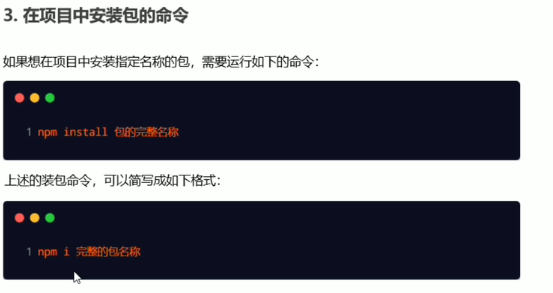 3. 在项目中安装包的命令
如果想在项目中安装指定名称的包，需要运行如下的命令：
1 npm install 包的完整名称
上述的装包命令，可以简写成如下格式：
1 npm i 完整的包名称